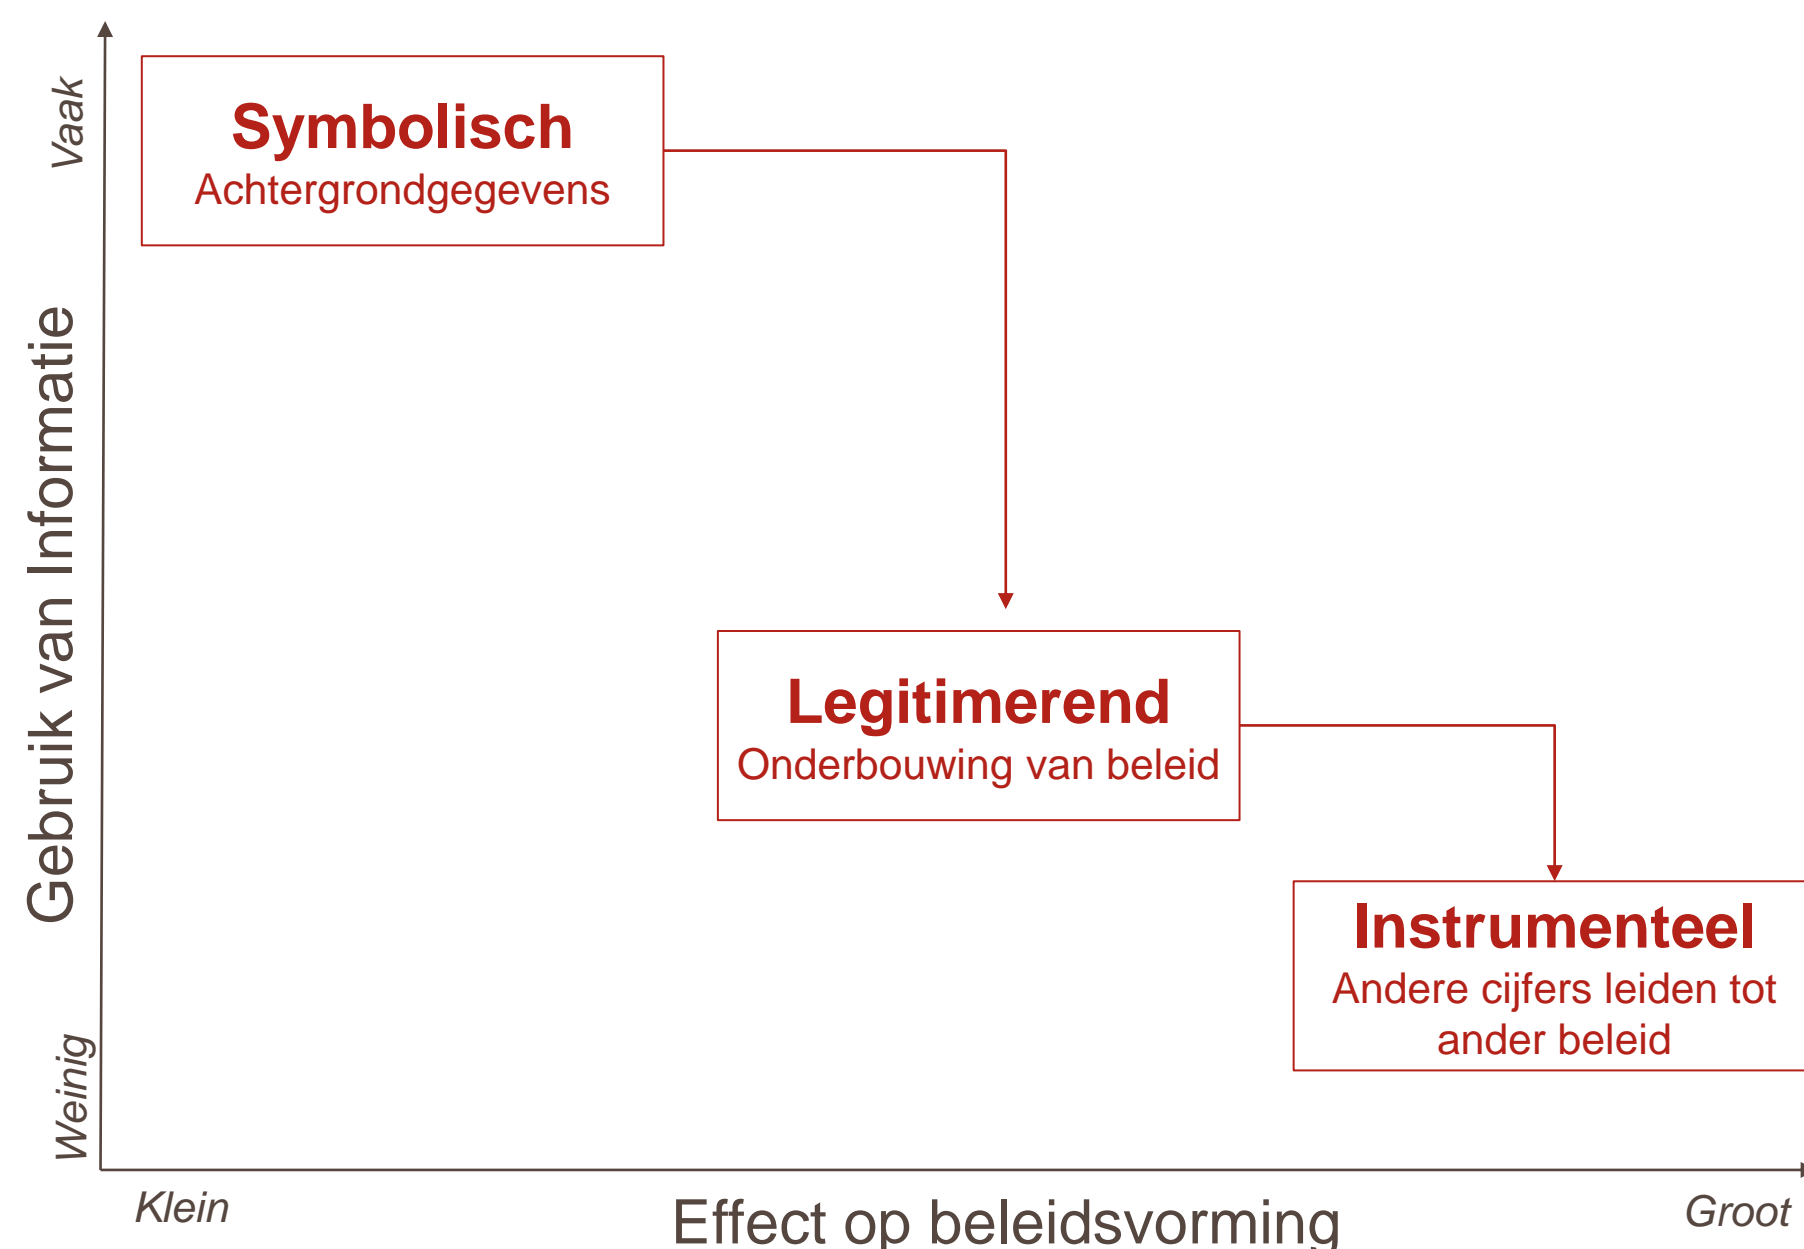 Vaak
Symbolisch
Achtergrondgegevens
Gebruik van Informatie
Legitimerend
Onderbouwing van beleid
Instrumenteel
Andere cijfers leiden tot
ander beleid
Weinig
Klein
Effect op beleidsvorming
Groot